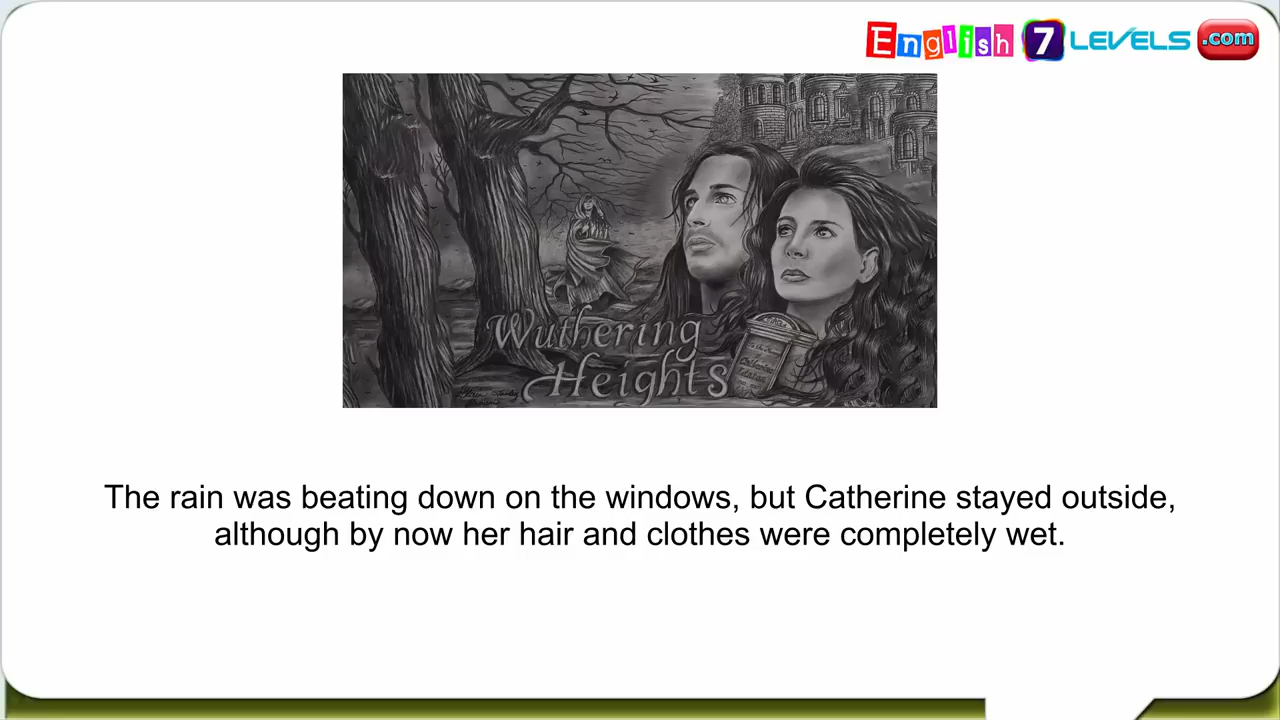 English 7 LEVELS .com
Wuthering
Heights
The rain was beating down on the windows, but Catherine stayed outside,
although by now her hair and clothes were completely wet.